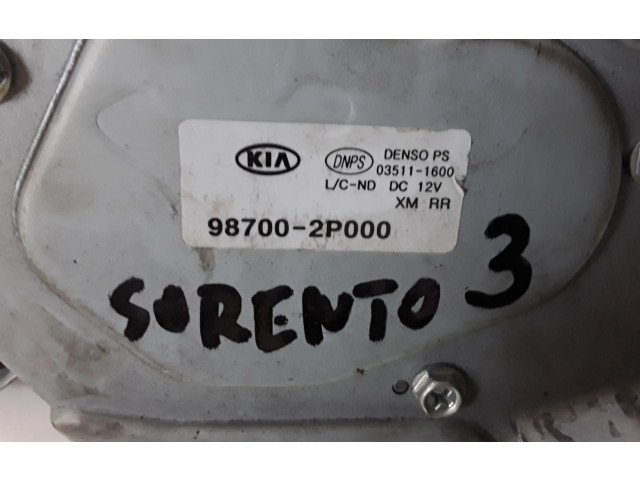 KIA DNPS DENSO PS
03511-1600
L/C-ND DC 12V
XM RR
98700-2P000
SORENTO 3